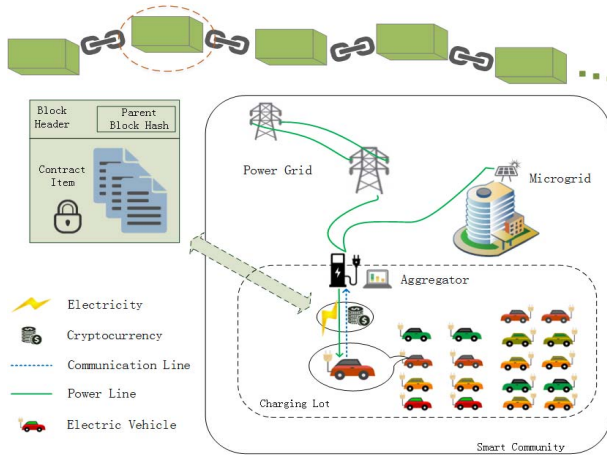 Block
Header
Parent
Block Hash
Contract
Item
Power Grid
Microgrid
Aggregator
Electricity
Cryptocurrency
Communication Line
Power Line
Electric Vehicle
Charging Lot
Smart Community